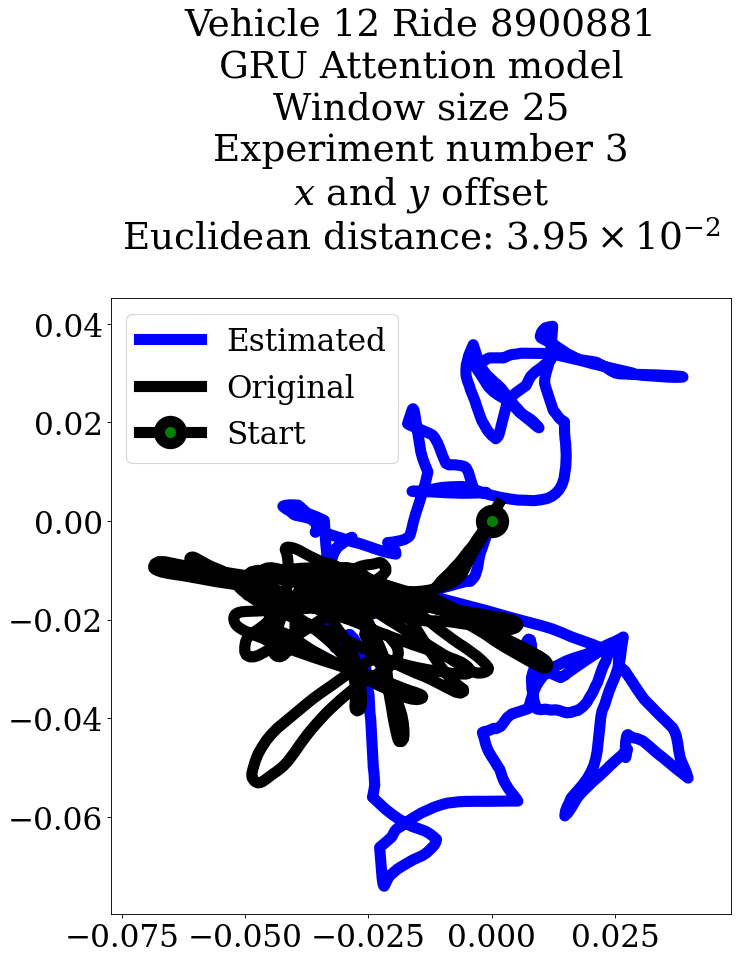 Vehicle 12 Ride 8900881
GRU Attention model
Window size 25
Experiment number 3
x and y offset
Euclidean distance: 3.95 × 10⁻²
Estimated
Original
Start
0.04
0.02
0.00
−0.02
−0.04
−0.06
−0.075 −0.050 −0.025 0.000 0.025